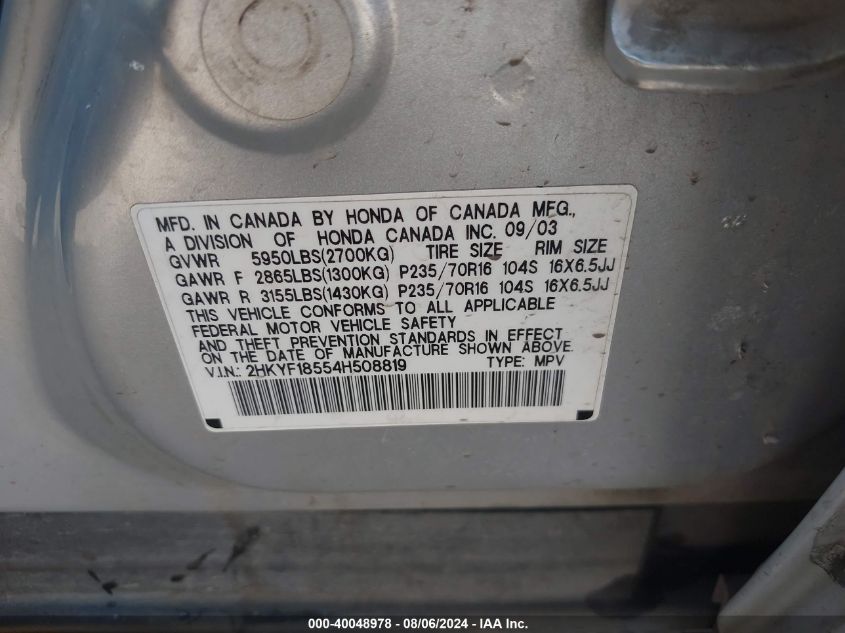 MFD. IN CANADA BY HONDA OF CANADA MFG.,
A DIVISION OF HONDA CANADA INC. 09/03
GVWR 5950LBS(2700KG) TIRE SIZE RIM SIZE
GAWR F 2865LBS(1300KG) P235/70R16 104S 16X6.5JJ
GAWR R 3155LBS(1430KG) P235/70R16 104S 16X6.5JJ
THIS VEHICLE CONFORMS TO ALL APPLICABLE
FEDERAL MOTOR VEHICLE SAFETY
AND THEFT PREVENTION STANDARDS IN EFFECT
ON THE DATE OF MANUFACTURE SHOWN ABOVE.
V.I.N.: 2HKYF18554H508819 TYPE: MPV
000-40048978 - 08/06/2024 - IAA Inc.